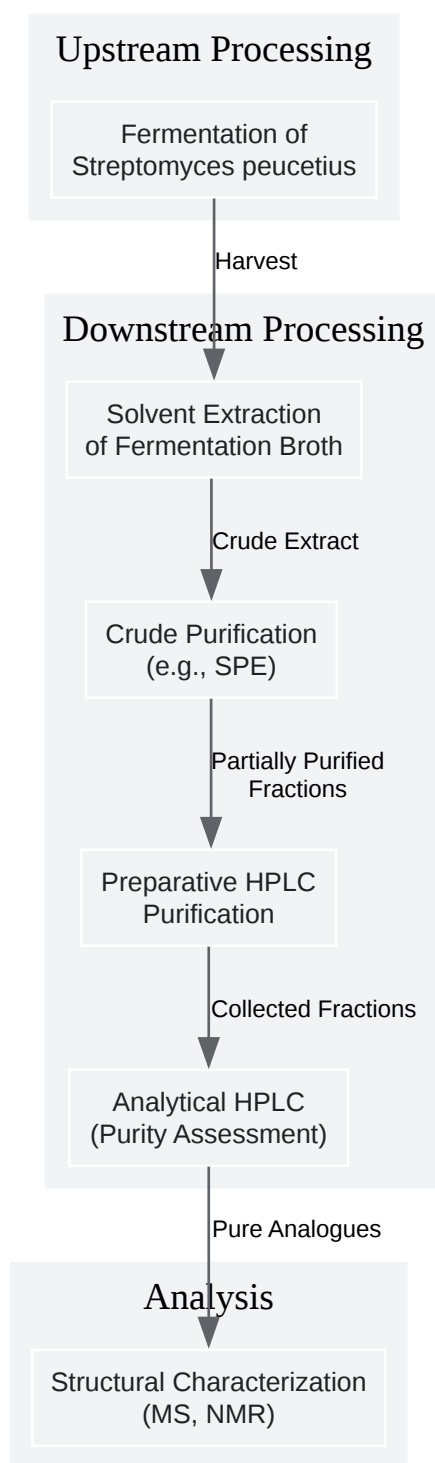 Upstream Processing
Fermentation of
Streptomyces peucetius
Harvest
Downstream Processing
Solvent Extraction
of Fermentation Broth
Crude Extract
Crude Purification
(e.g., SPE)
Partially Purified
Fractions
Preparative HPLC
Purification
Collected Fractions
Analytical HPLC
(Purity Assessment)
Pure Analogues
Analysis
Structural Characterization
(MS, NMR)